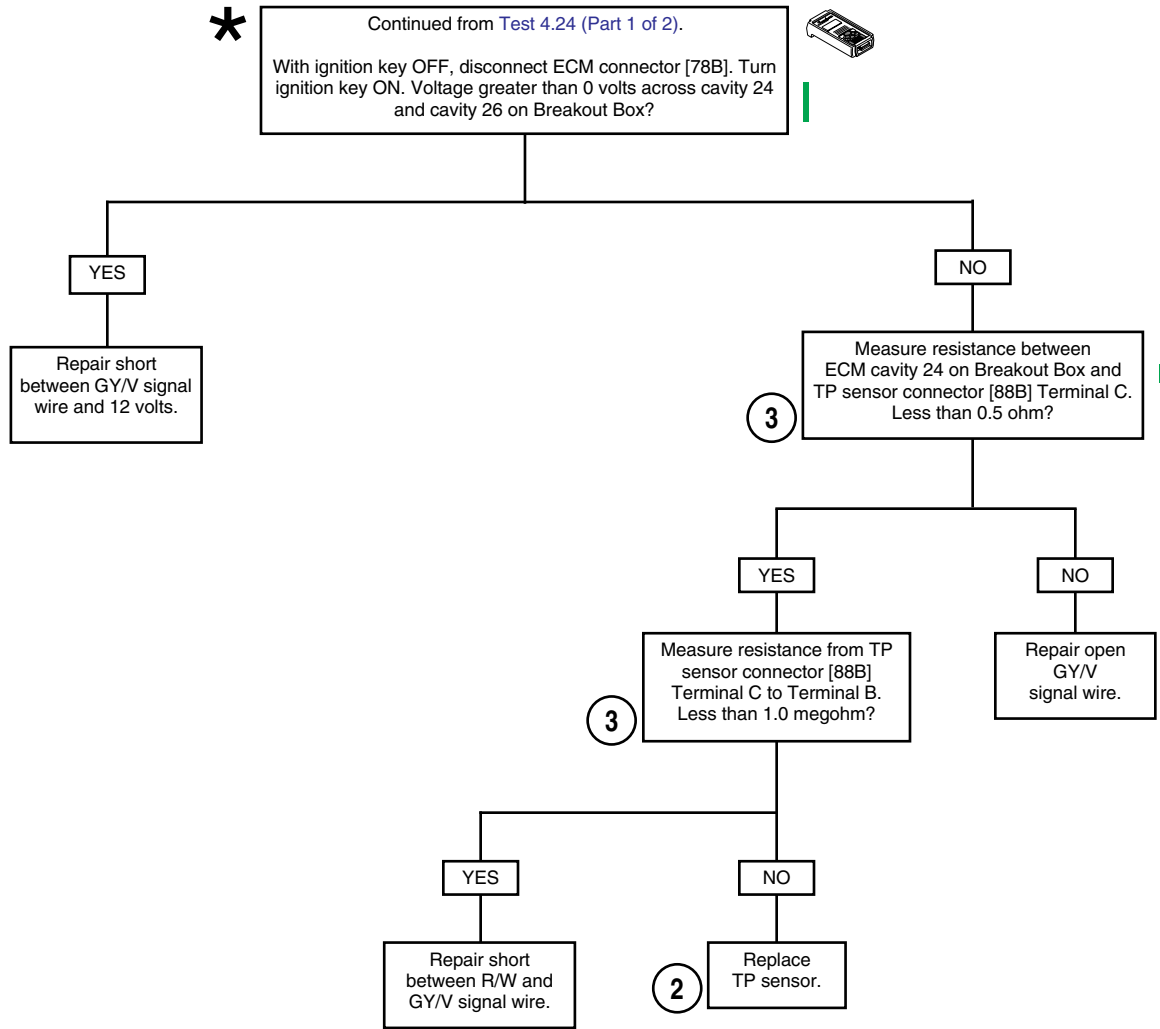 *
Continued from Test 4.24 (Part 1 of 2).
With ignition key OFF, disconnect ECM connector [78B]. Turn
ignition key ON. Voltage greater than 0 volts across cavity 24
and cavity 26 on Breakout Box?
YES
NO
Repair short
between GY/V signal
wire and 12 volts.
Measure resistance between
ECM cavity 24 on Breakout Box and
TP sensor connector [88B] Terminal C.
Less than 0.5 ohm?
3
YES
NO
Measure resistance from TP
sensor connector [88B]
Terminal C to Terminal B.
Less than 1.0 megohm?
3
Repair open
GY/V
signal wire.
YES
NO
Repair short
between R/W and
GY/V signal wire.
2
Replace
TP sensor.